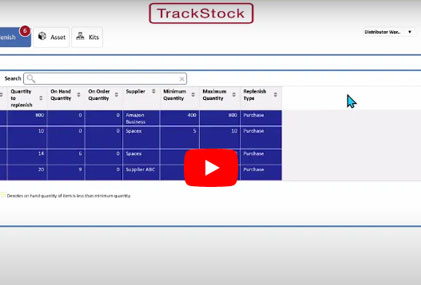 TrackStock
plenish 6 Asset Kits
Distributor Wax..
Search
Quantity to replenish On Hand Quantity On Order Quantity Supplier Minimum Quantity Maximum Quantity Replenish Type
800 0 0 Amazon Business 400 800 Purchase
10 0 0 Spaces 5 10 Purchase
14 6 0 Spaces Purchase
20 9 0 Supplier ABC Purchase
Denotes on hand quantity of item is less than minimum quantity